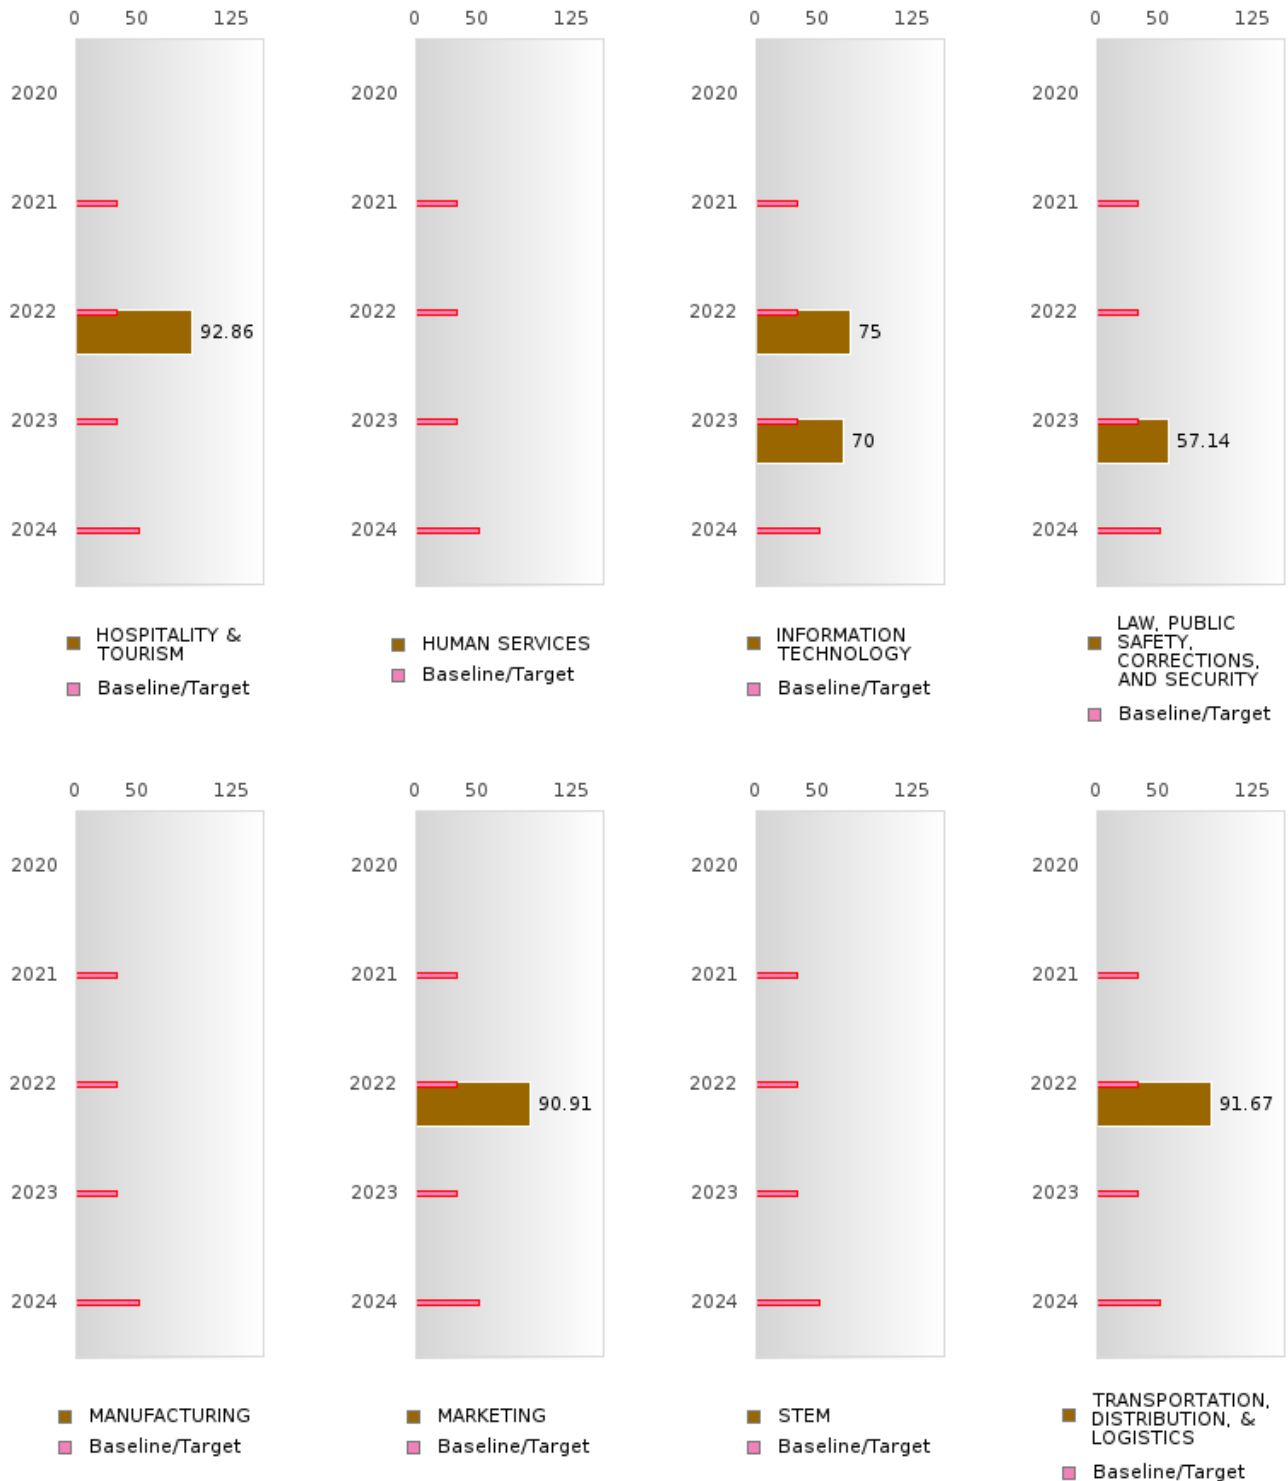 0 50 125 0 50 125 0 50 125 0 50 125
2020 2020 2020 2020
2021 2021 2021 2021
2022 92.86 2022 2022 75 2022
2023 2023 2023 70 2023 57.14
2024 2024 2024 2024
HOSPITALITY &
TOURISM
Baseline/Target
HUMAN SERVICES
Baseline/Target
INFORMATION
TECHNOLOGY
Baseline/Target
LAW, PUBLIC
SAFETY,
CORRECTIONS,
AND SECURITY
Baseline/Target
0 50 125 0 50 125 0 50 125 0 50 125
2020 2020 2020 2020
2021 2021 2021 2021
2022 2022 90.91 2022 2022 91.67
2023 2023 2023 2023
2024 2024 2024 2024
MANUFACTURING
Baseline/Target
MARKETING
Baseline/Target
STEM
Baseline/Target
TRANSPORTATION,
DISTRIBUTION, &
LOGISTICS
Baseline/Target